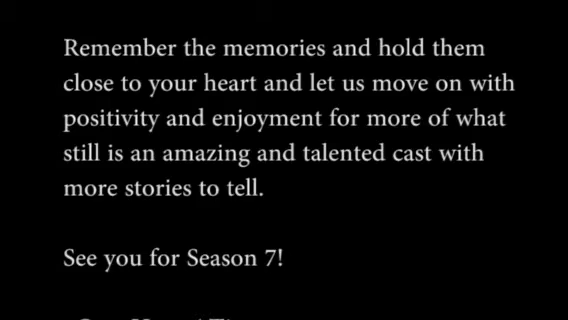 Remember the memories and hold them
close to your heart and let us move on with
positivity and enjoyment for more of what
still is an amazing and talented cast with
more stories to tell.
See you for Season 7!